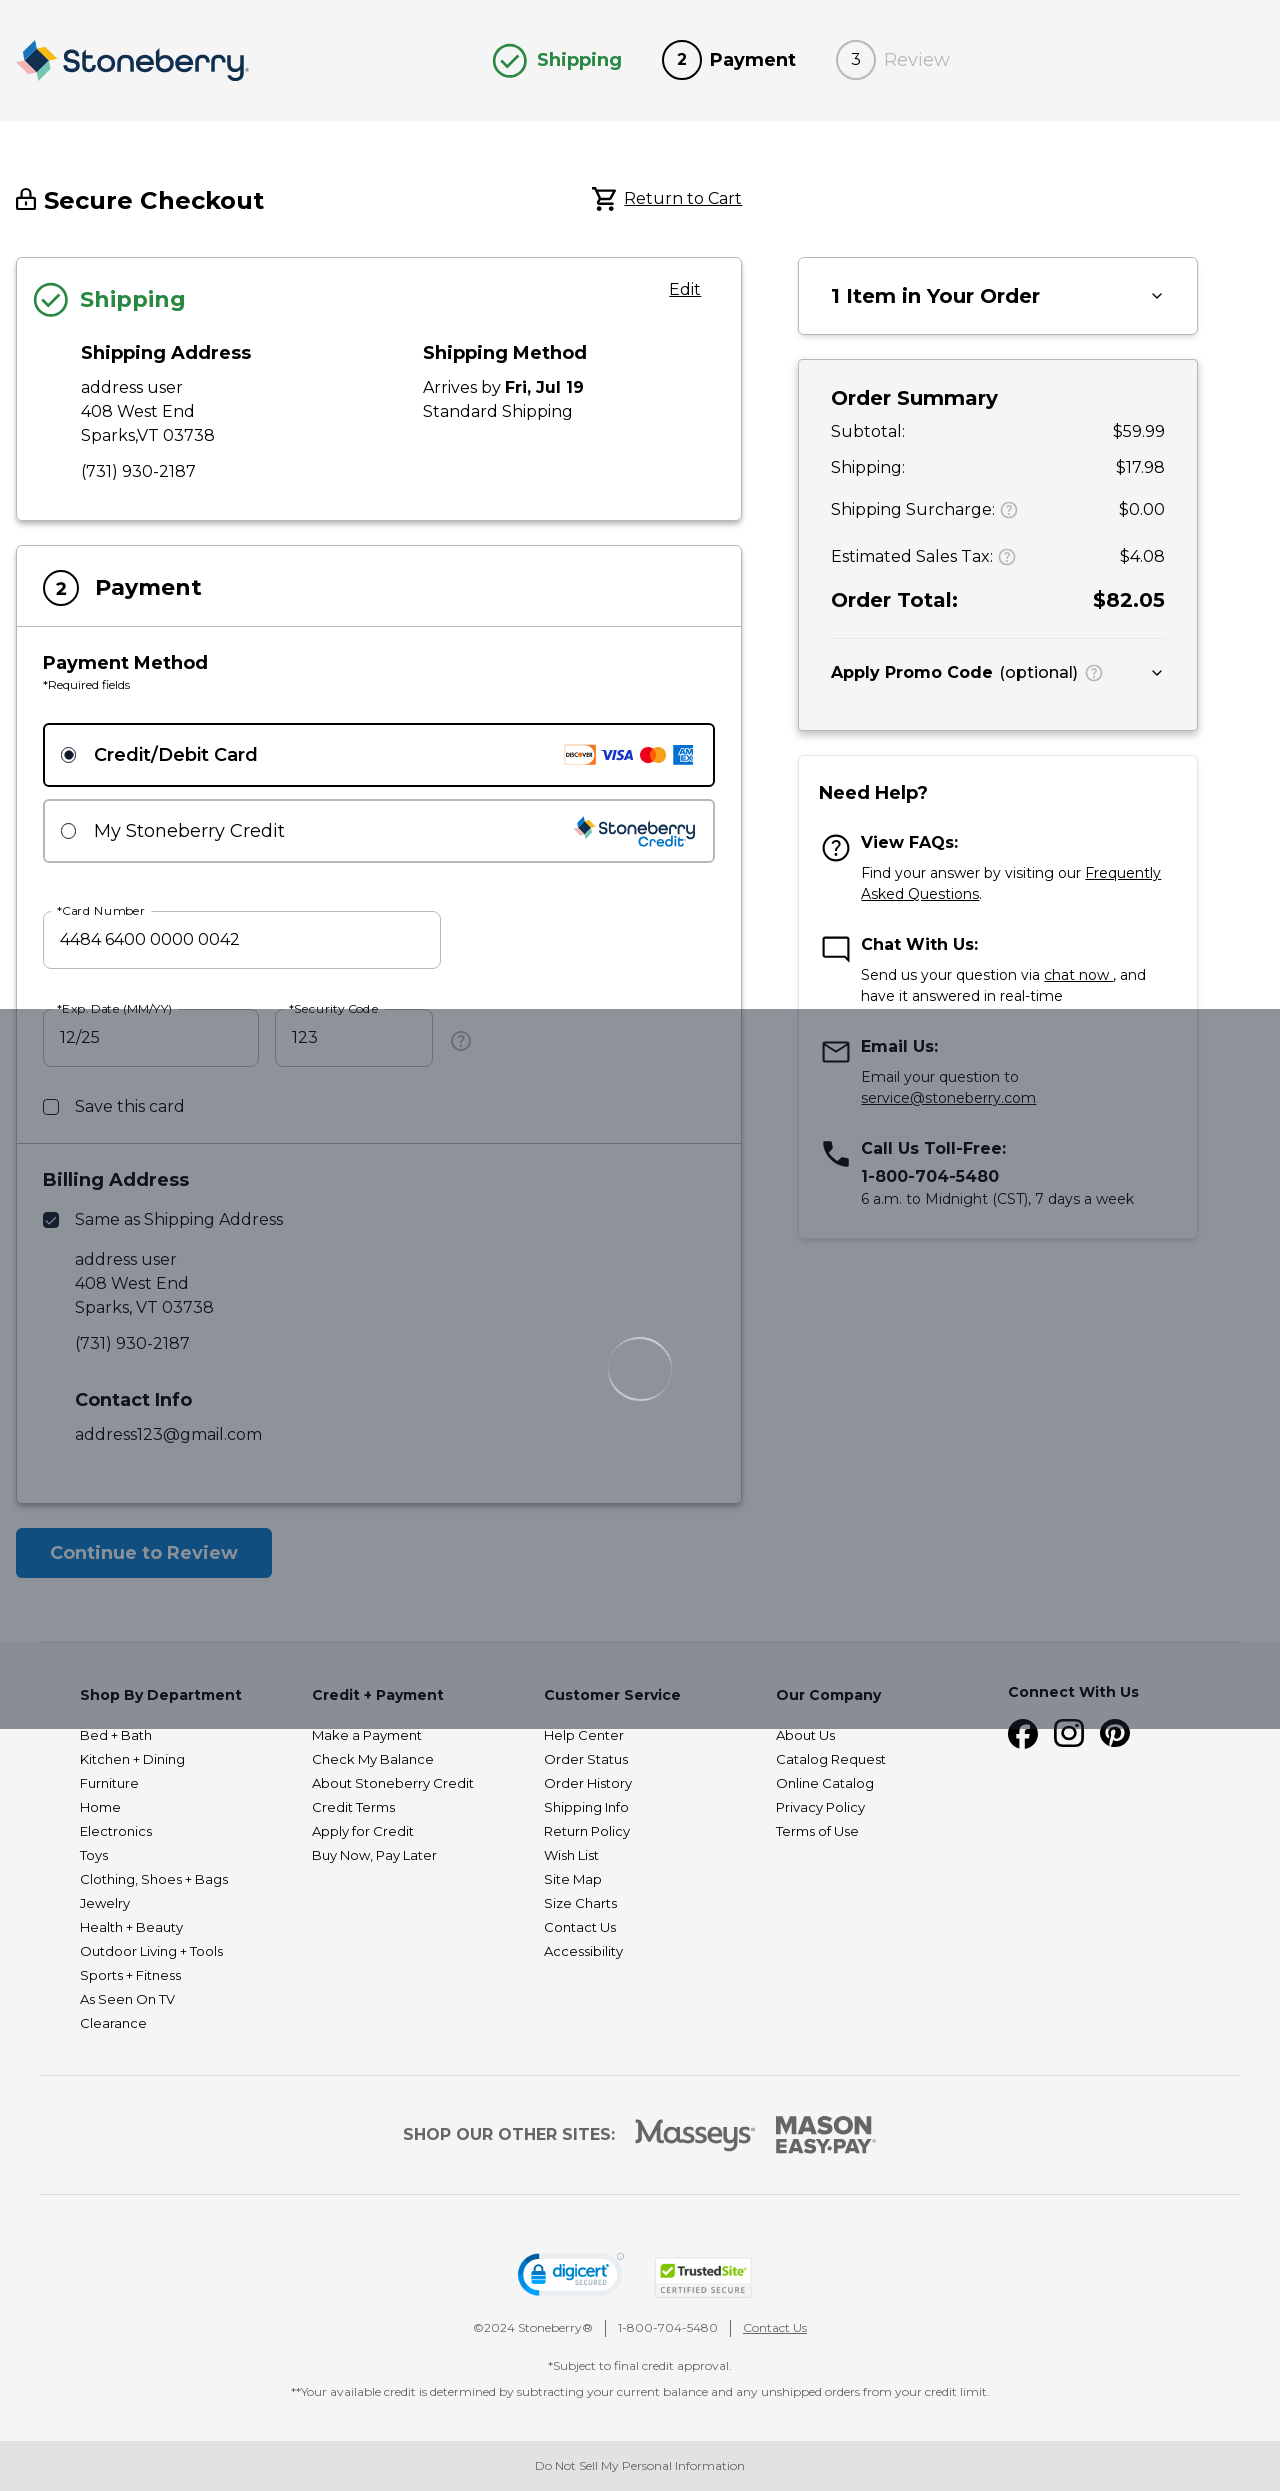 Stoneberry
Shipping
2 Payment
3 Review
Secure Checkout
Return to Cart
Shipping
Edit
Shipping Address
address user
408 West End
Sparks,VT 03738
(731) 930-2187
Shipping Method
Arrives by Fri, Jul 19
Standard Shipping
2 Payment
Payment Method
*Required fields
Credit/Debit Card
DISCOVER VISA AMEX
My Stoneberry Credit
Stoneberry
Credit
*Card Number
4484 6400 0000 0042
*Exp. Date (MM/YY)
12/25
*Security Code
123
Save this card
Billing Address
Same as Shipping Address
address user
408 West End
Sparks, VT 03738
(731) 930-2187
Contact Info
address123@gmail.com
Continue to Review
1 Item in Your Order
Order Summary
Subtotal: $59.99
Shipping: $17.98
Shipping Surcharge: ? $0.00
Estimated Sales Tax: ? $4.08
Order Total: $82.05
Apply Promo Code (optional) ?
Need Help?
View FAQs:
Find your answer by visiting our Frequently
Asked Questions.
Chat With Us:
Send us your question via chat now , and
have it answered in real-time
Email Us:
Email your question to
service@stoneberry.com
Call Us Toll-Free:
1-800-704-5480
6 a.m. to Midnight (CST), 7 days a week
Shop By Department
Bed + Bath
Kitchen + Dining
Furniture
Home
Electronics
Toys
Clothing, Shoes + Bags
Jewelry
Health + Beauty
Outdoor Living + Tools
Sports + Fitness
As Seen On TV
Clearance
Credit + Payment
Make a Payment
Check My Balance
About Stoneberry Credit
Credit Terms
Apply for Credit
Buy Now, Pay Later
Customer Service
Help Center
Order Status
Order History
Shipping Info
Return Policy
Wish List
Site Map
Size Charts
Contact Us
Accessibility
Our Company
About Us
Catalog Request
Online Catalog
Privacy Policy
Terms of Use
Connect With Us
SHOP OUR OTHER SITES:
Masseys
MASON
EASY•PAY
digicert
SECURED
TrustedSite
CERTIFIED SECURE
©2024 Stoneberry® | 1-800-704-5480 | Contact Us
*Subject to final credit approval.
**Your available credit is determined by subtracting your current balance and any unshipped orders from your credit limit.
Do Not Sell My Personal Information